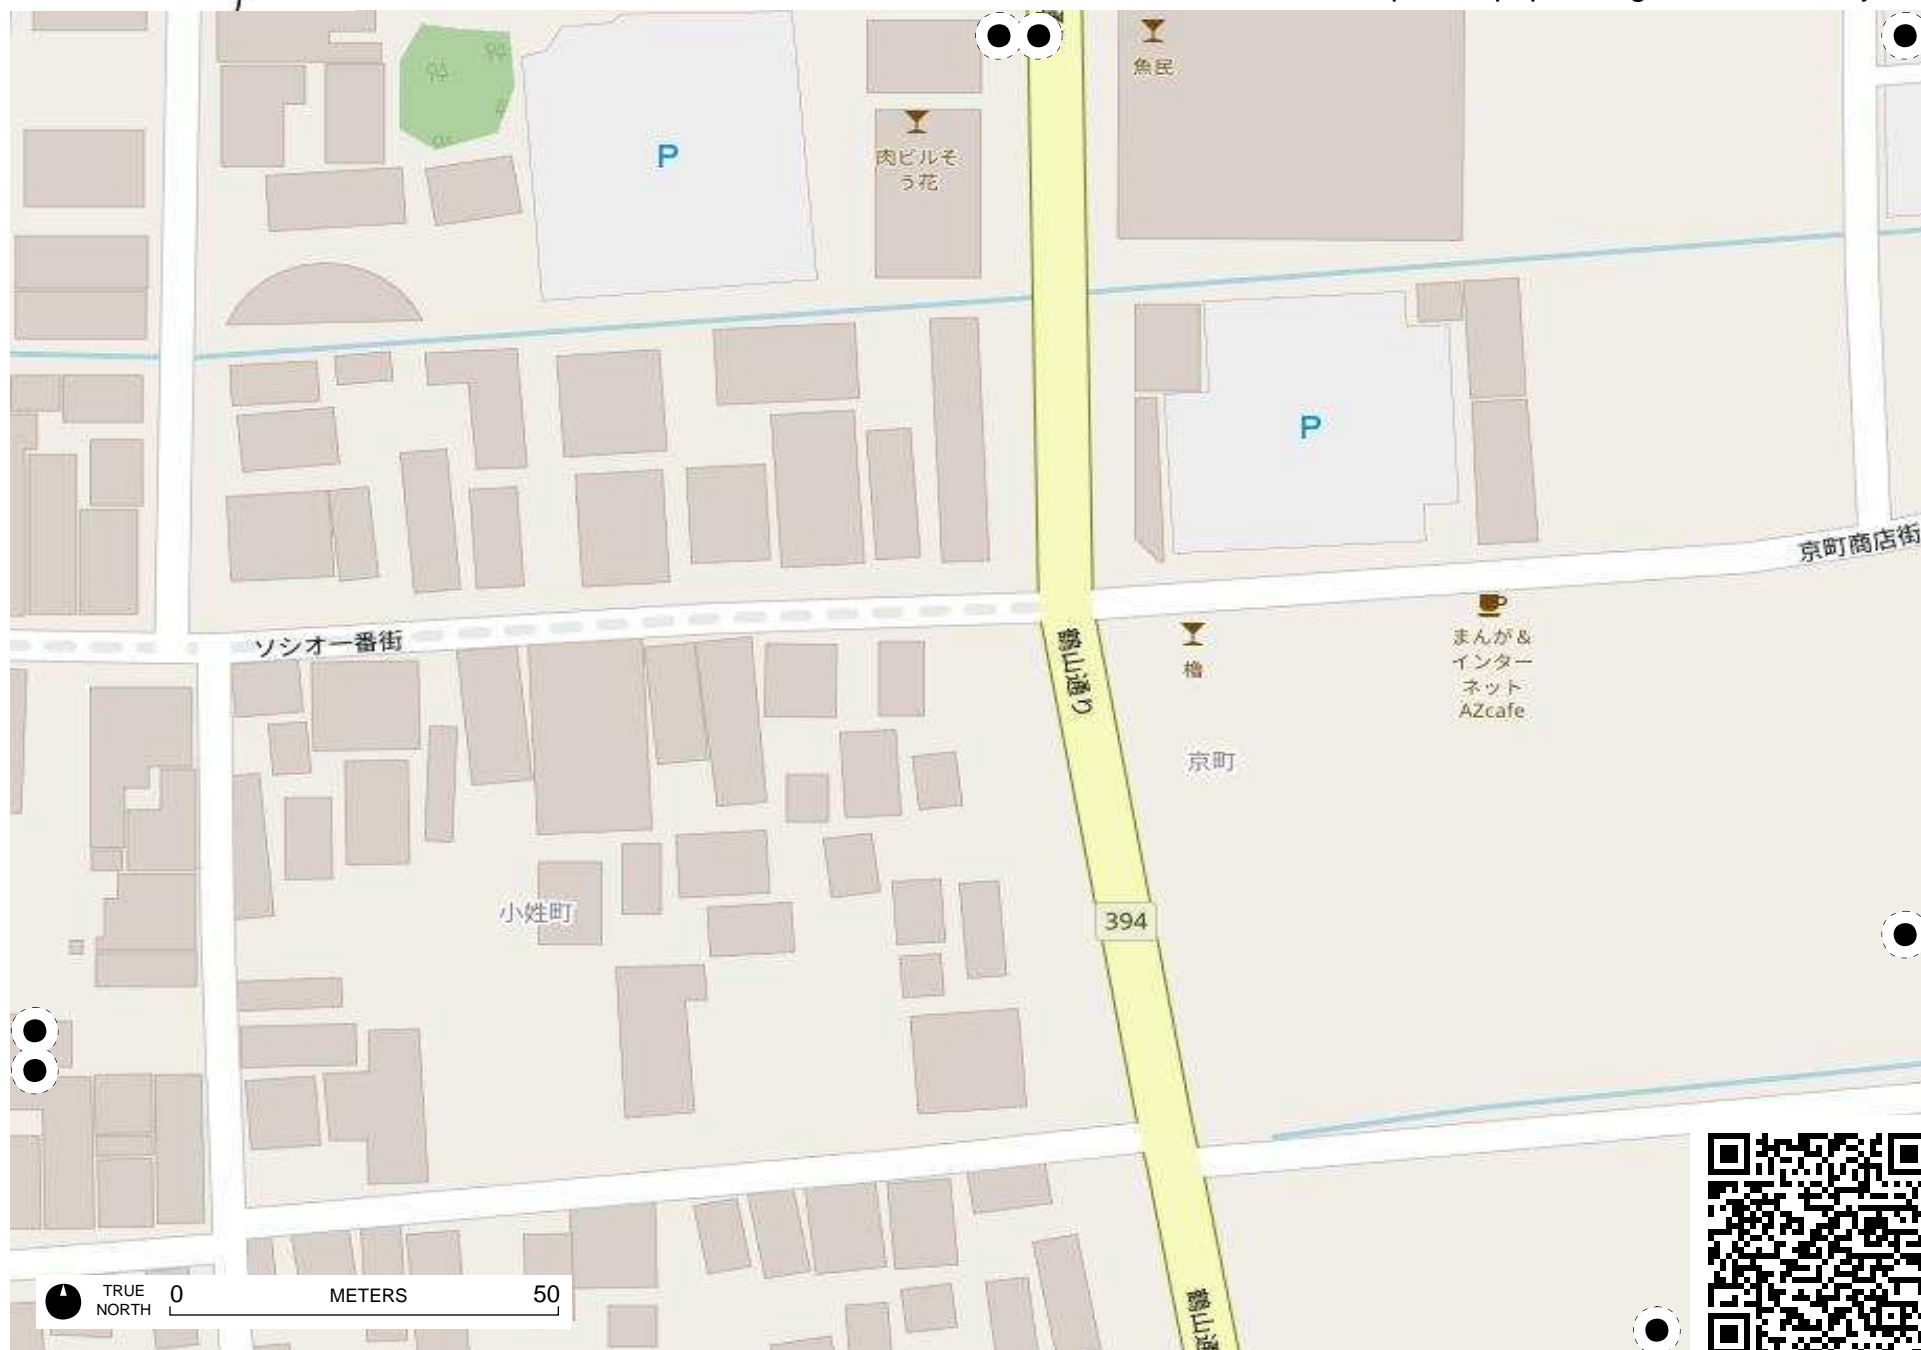 魚民
P
肉ビルそ
う花
P
京町商店街
ソシオ一番街
鶴山通り
櫓
まんが&
インター
ネット
AZcafe
京町
小姓町
394
TRUE
NORTH
0
METERS
50
鶴山通